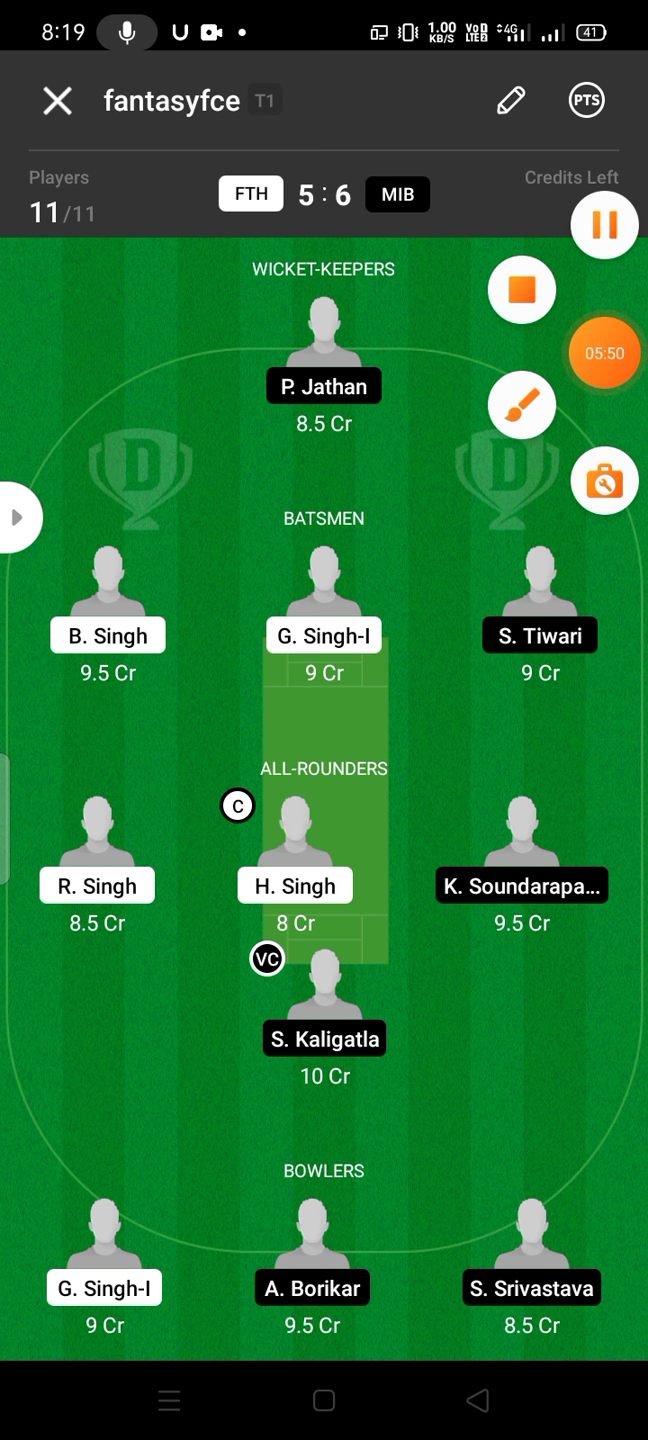 8:19
1.00
KB/S
VoD
LTE2
4G
41
fantasyfce T1
PTS
Players
Credits Left
11/11
FTH 5 : 6 MIB
05:50
WICKET-KEEPERS
P. Jathan
8.5 Cr
D D
BATSMEN
B. Singh G. Singh-I S. Tiwari
9.5 Cr 9 Cr 9 Cr
ALL-ROUNDERS
C
R. Singh H. Singh K. Soundarapa...
8.5 Cr 8 Cr 9.5 Cr
VC
S. Kaligatla
10 Cr
BOWLERS
G. Singh-I A. Borikar S. Srivastava
9 Cr 9.5 Cr 8.5 Cr